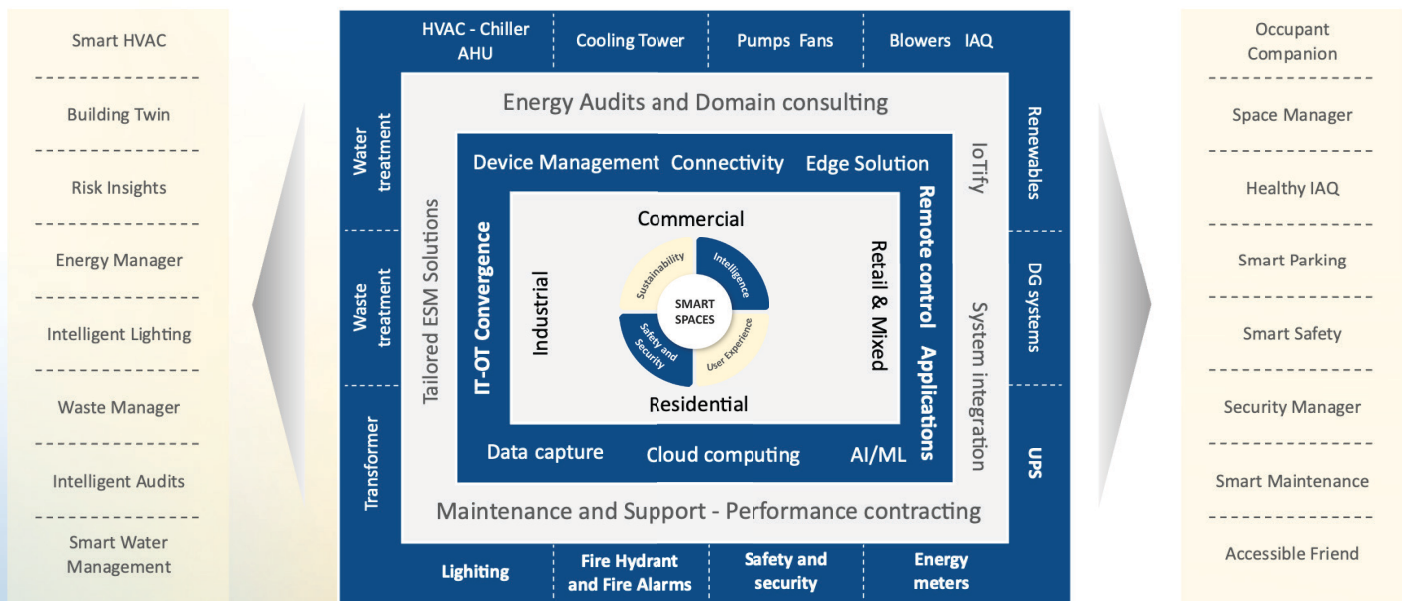 Smart HVAC
Building Twin
Risk Insights
Energy Manager
Intelligent Lighting
Waste Manager
Intelligent Audits
Smart Water
Management
HVAC - Chiller
AHU
Cooling Tower
Pumps Fans
Blowers IAQ
Water
treatment
Waste
treatment
Transformer
Energy Audits and Domain consulting
Tailored ESM Solutions
Device Management Connectivity Edge Solution
IT-OT Convergence
Commercial
Industrial
Sustainability
Intelligence
SMART
SPACES
Safety and
Security
User Experience
Retail & Mixed
Residential
Remote control Applications
Data capture
Cloud computing
AI/ML
IoTify
System integration
Maintenance and Support - Performance contracting
Renewables
DG systems
UPS
Lighiting
Fire Hydrant
and Fire Alarms
Safety and
security
Energy
meters
Occupant
Companion
Space Manager
Healthy IAQ
Smart Parking
Smart Safety
Security Manager
Smart Maintenance
Accessible Friend